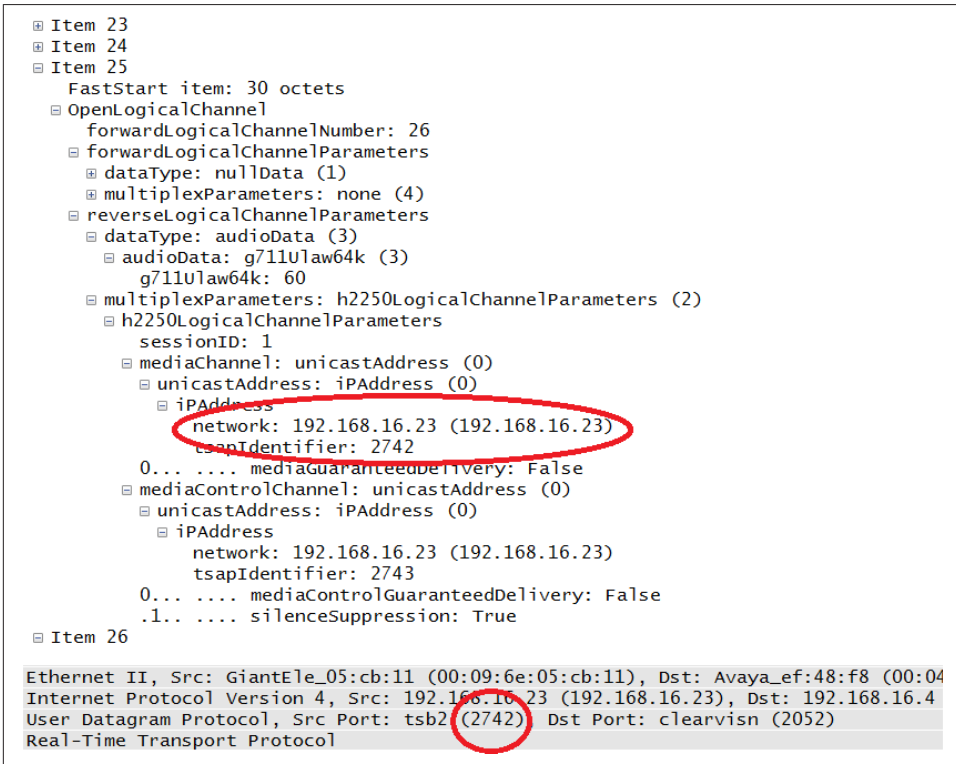 Item 23
Item 24
Item 25
FastStart item: 30 octets
OpenLogicalChannel
forwardLogicalChannelNumber: 26
forwardLogicalChannelParameters
dataType: nullData (1)
multiplexParameters: none (4)
reverseLogicalChannelParameters
dataType: audioData (3)
audioData: g711Ulaw64k (3)
g711Ulaw64k: 60
multiplexParameters: h2250LogicalChannelParameters (2)
h2250LogicalChannelParameters
sessionID: 1
mediaChannel: unicastAddress (0)
unicastAddress: iPAddress (0)
iPAddress
network: 192.168.16.23 (192.168.16.23)
tsapIdentifier: 2742
0... .... mediaGuaranteedDelivery: False
mediaControlChannel: unicastAddress (0)
unicastAddress: iPAddress (0)
iPAddress
network: 192.168.16.23 (192.168.16.23)
tsapIdentifier: 2743
0... .... mediaControlGuaranteedDelivery: False
.1.. .... silenceSuppression: True
Item 26
Ethernet II, Src: GiantEle_05:cb:11 (00:09:6e:05:cb:11), Dst: Avaya_ef:48:f8 (00:04
Internet Protocol Version 4, Src: 192.168.16.23 (192.168.16.23), Dst: 192.168.16.4
User Datagram Protocol, Src Port: tsb2 (2742), Dst Port: clearvisn (2052)
Real-Time Transport Protocol